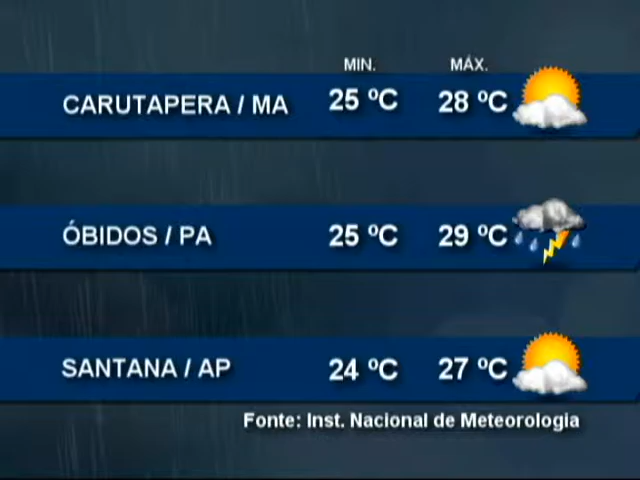 MIN. MÁX.
CARUTAPERA / MA 25 ºC 28 ºC
ÓBIDOS / PA 25 ºC 29 ºC
SANTANA / AP 24 ºC 27 ºC
Fonte: Inst. Nacional de Meteorologia